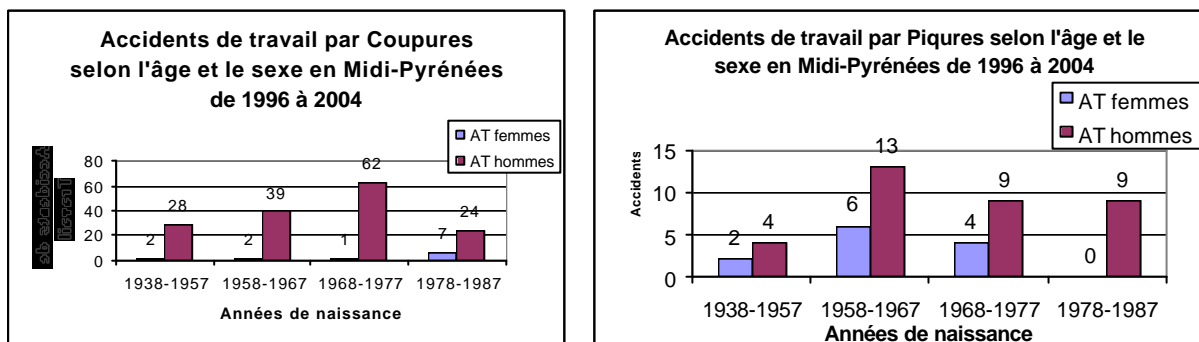 Accidents de travail par Coupures
selon l'âge et le sexe en Midi-Pyrénées
de 1996 à 2004
AT femmes
AT hommes
Accidents de
Travail
80
60
40
20
0
2
28
2
39
1
62
7
24
1938-1957
1958-1967
1968-1977
1978-1987
Années de naissance
Accidents de travail par Piqures selon l'âge et le
sexe en Midi-Pyrénées de 1996 à 2004
AT femmes
AT hommes
Accidents
15
10
5
0
2
4
6
13
4
9
0
9
1938-1957
1958-1967
1968-1977
1978-1987
Années de naissance